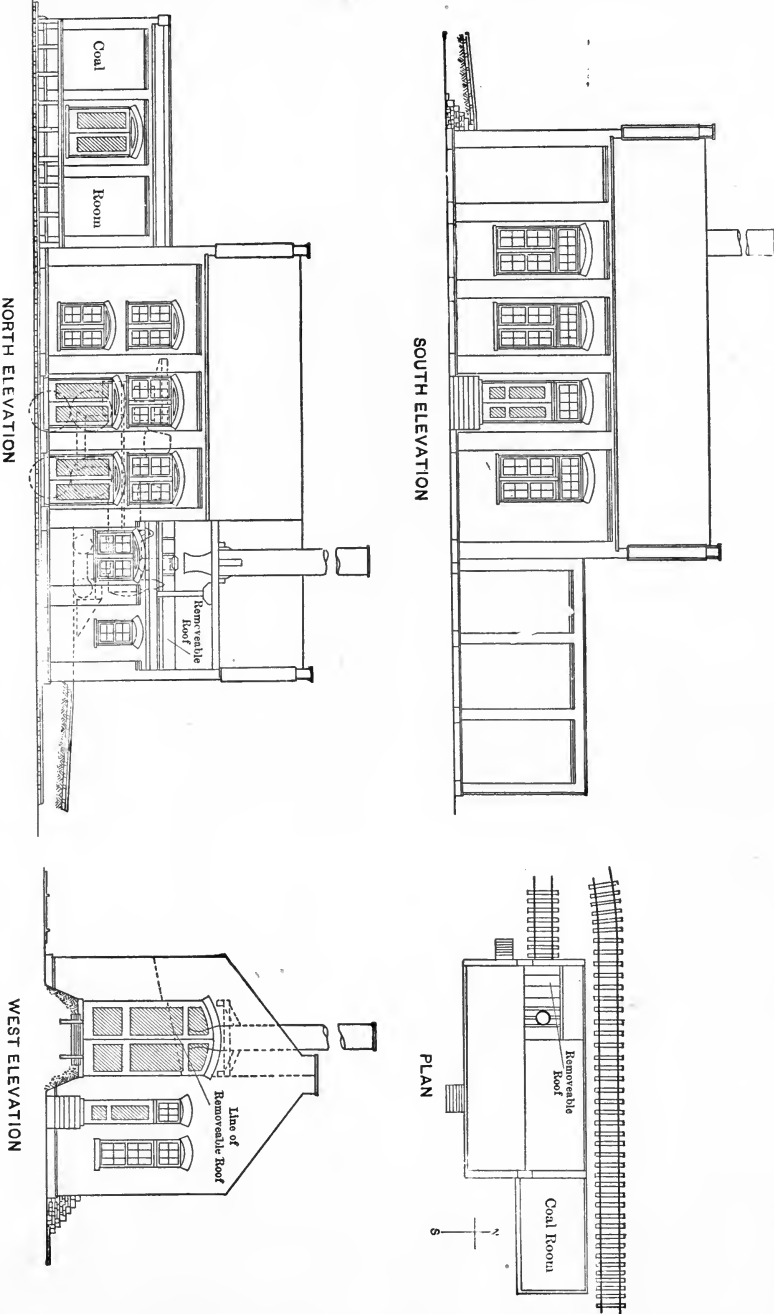 SOUTH ELEVATION
Removeable
Roof
Coal Room
N
S
PLAN
Coal
Room
Removeable
Roof
NORTH ELEVATION
Line of
Removeable Roof
WEST ELEVATION